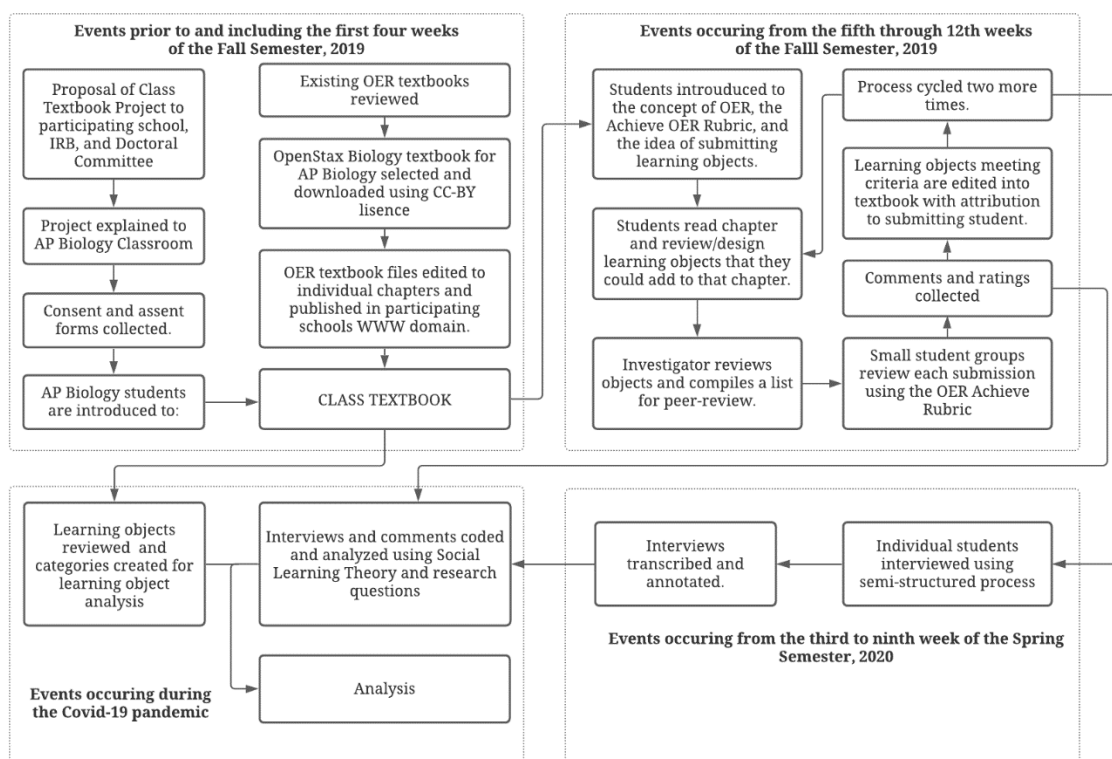 Events prior to and including the first four weeks
of the Fall Semester, 2019
Proposal of Class
Textbook Project to
participating school,
IRB, and Doctoral
Committee
Project explained to
AP Biology Classroom
Consent and assent
forms collected.
AP Biology students
are introduced to:
Existing OER textbooks
reviewed
OpenStax Biology textbook for
AP Biology selected and
downloaded using CC-BY
lisence
OER textbook files edited to
individual chapters and
published in participating
schools WWW domain.
CLASS TEXTBOOK
Events occuring from the fifth through 12th weeks
of the Falll Semester, 2019
Students introuduced to
the concept of OER, the
Achieve OER Rubric, and
the idea of submitting
learning objects.
Students read chapter
and review/design
learning objects that they
could add to that chapter.
Investigator reviews
objects and compiles a list
for peer-review.
Small student groups
review each submission
using the OER Achieve
Rubric
Comments and ratings
collected
Learning objects meeting
criteria are edited into
textbook with attribution
to submitting student.
Process cycled two more
times.
Individual students
interviewed using
semi-structured process
Interviews
transcribed and
annotated.
Events occuring from the third to ninth week of the Spring
Semester, 2020
Learning objects
reviewed and
categories created for
learning object
analysis
Interviews and comments coded
and analyzed using Social
Learning Theory and research
questions
Analysis
Events occuring during
the Covid-19 pandemic